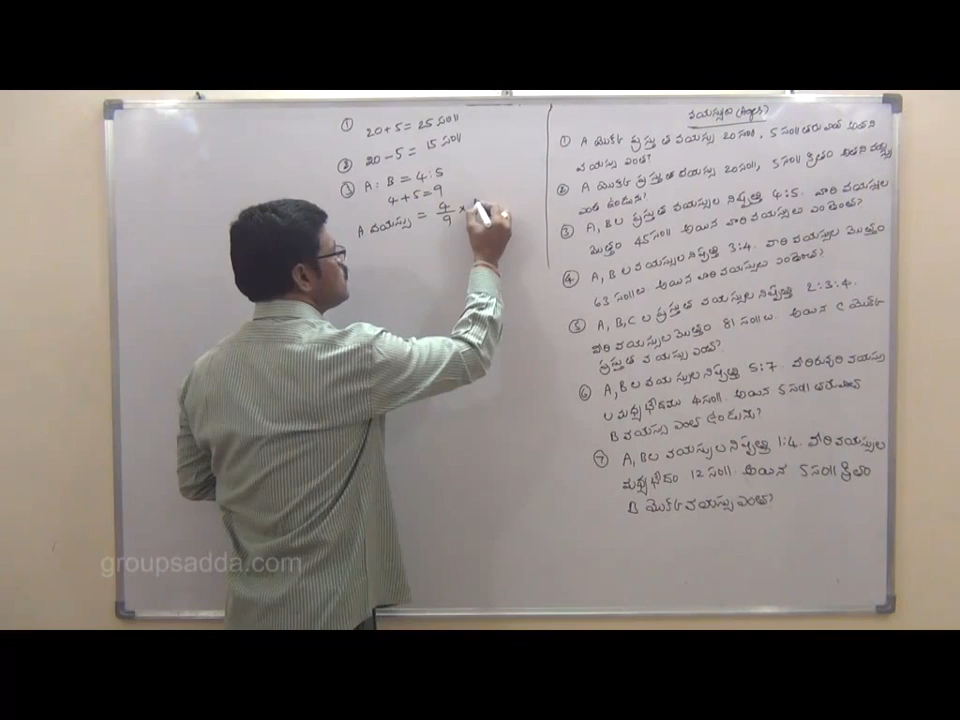 ① 20+5 = 25 సం॥
② 20-5 = 15 సం॥
③ A : B = 4:5
4+5 = 9
A వయస్సు = 4/9 ×
వయస్సులు (Ages)
① A యొక్క ప్రస్తుత వయస్సు 20 సం॥, 5 సం॥ తరువాత అతని
వయస్సు ఎంత?
② A యొక్క ప్రస్తుత వయస్సు 20 సం॥, 5 సం॥ క్రితం అతని వయస్సు
ఎంత ఉండును?
③ A, B ల ప్రస్తుత వయస్సుల నిష్పత్తి 4:5. వారి వయస్సుల
మొత్తం 45 సం॥ అయిన వారి వయస్సులు ఎంతెంత?
④ A, B ల వయస్సుల నిష్పత్తి 3:4. వారి వయస్సుల మొత్తం
63 సం॥లు అయిన వారి వయస్సులు ఎంతెంత?
⑤ A, B, C ల ప్రస్తుత వయస్సుల నిష్పత్తి 2:3:4.
వారి వయస్సుల మొత్తం 81 సం॥లు. అయిన C యొక్క
ప్రస్తుత వయస్సు ఎంత?
⑥ A, B ల వయస్సుల నిష్పత్తి 5:7. వారిరువురి వయస్సు
ల మధ్య భేదము 4 సం॥. అయిన 5 సం॥ తరువాత
B వయస్సు ఎంత ఉండును?
⑦ A, B ల వయస్సుల నిష్పత్తి 1:4. వారి వయస్సుల
మధ్య భేదం 12 సం॥. అయిన 5 సం॥ క్రితం
B యొక్క వయస్సు ఎంత?
groupsadda.com